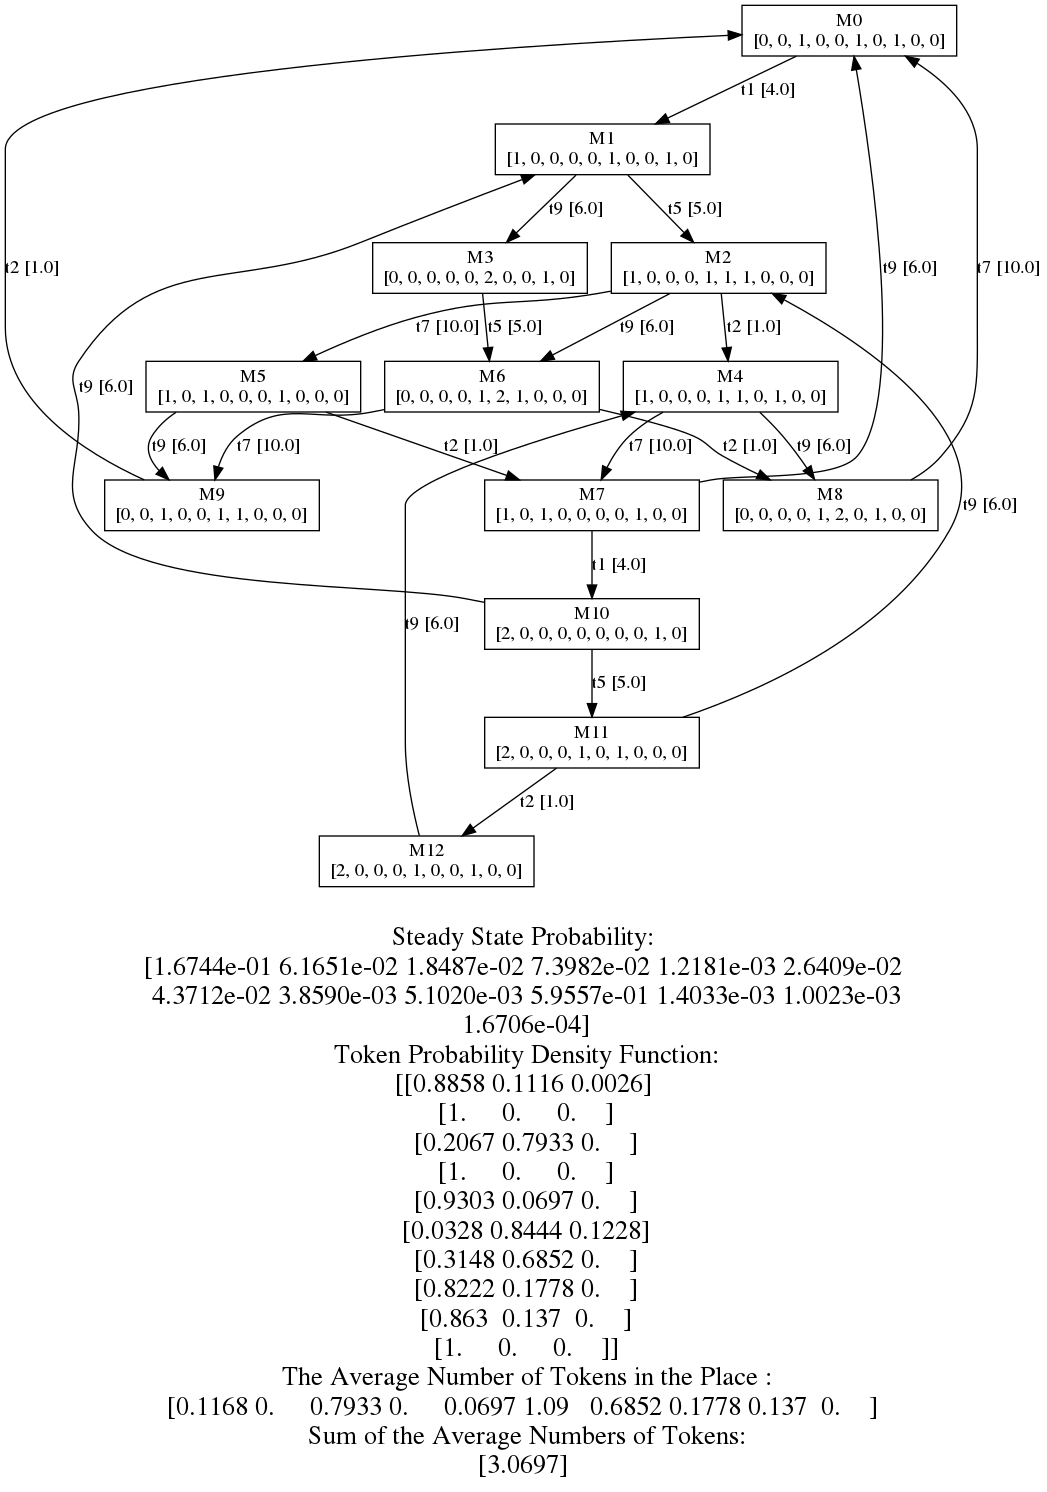 M0
[0, 0, 1, 0, 0, 1, 0, 1, 0, 0]
t1 [4.0]
M1
[1, 0, 0, 0, 0, 1, 0, 0, 1, 0]
t9 [6.0]
t5 [5.0]
M3
[0, 0, 0, 0, 0, 2, 0, 0, 1, 0]
M2
[1, 0, 0, 0, 1, 1, 1, 0, 0, 0]
t2 [1.0]
t9 [6.0]
t7 [10.0]
t7 [10.0]
t5 [5.0]
t9 [6.0]
t2 [1.0]
M5
[1, 0, 1, 0, 0, 0, 1, 0, 0, 0]
M6
[0, 0, 0, 0, 1, 2, 1, 0, 0, 0]
M4
[1, 0, 0, 0, 1, 1, 0, 1, 0, 0]
t9 [6.0]
t9 [6.0]
t7 [10.0]
t2 [1.0]
t7 [10.0]
t2 [1.0]
t9 [6.0]
M9
[0, 0, 1, 0, 0, 1, 1, 0, 0, 0]
M7
[1, 0, 1, 0, 0, 0, 0, 1, 0, 0]
M8
[0, 0, 0, 0, 1, 2, 0, 1, 0, 0]
t9 [6.0]
t1 [4.0]
M10
[2, 0, 0, 0, 0, 0, 0, 0, 1, 0]
t9 [6.0]
t5 [5.0]
M11
[2, 0, 0, 0, 1, 0, 1, 0, 0, 0]
t2 [1.0]
M12
[2, 0, 0, 0, 1, 0, 0, 1, 0, 0]
Steady State Probability:
[1.6744e-01 6.1651e-02 1.8487e-02 7.3982e-02 1.2181e-03 2.6409e-02
4.3712e-02 3.8590e-03 5.1020e-03 5.9557e-01 1.4033e-03 1.0023e-03
1.6706e-04]
Token Probability Density Function:
[[0.8858 0.1116 0.0026]
[1. 0. 0. ]
[0.2067 0.7933 0. ]
[1. 0. 0. ]
[0.9303 0.0697 0. ]
[0.0328 0.8444 0.1228]
[0.3148 0.6852 0. ]
[0.8222 0.1778 0. ]
[0.863 0.137 0. ]
[1. 0. 0. ]]
The Average Number of Tokens in the Place :
[0.1168 0. 0.7933 0. 0.0697 1.09 0.6852 0.1778 0.137 0. ]
Sum of the Average Numbers of Tokens:
[3.0697]